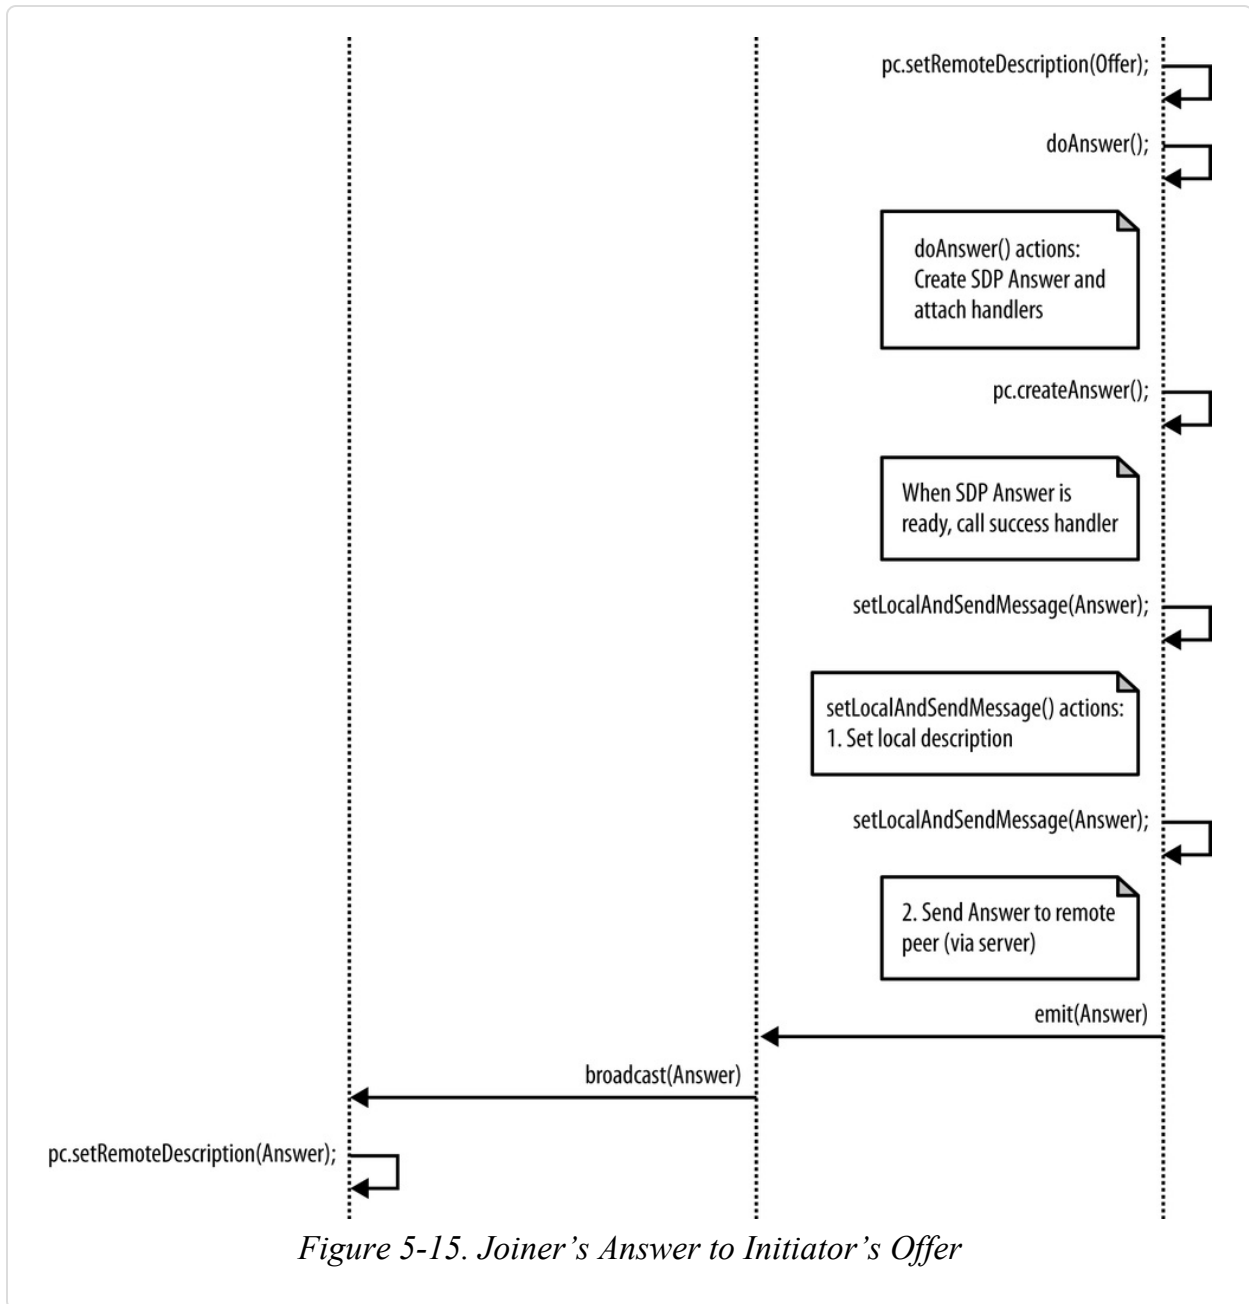 pc.setRemoteDescription(Offer);
doAnswer();
doAnswer() actions:
Create SDP Answer and
attach handlers
pc.createAnswer();
When SDP Answer is
ready, call success handler
setLocalAndSendMessage(Answer);
setLocalAndSendMessage() actions:
1. Set local description
setLocalAndSendMessage(Answer);
2. Send Answer to remote
peer (via server)
emit(Answer)
broadcast(Answer)
pc.setRemoteDescription(Answer);
Figure 5-15. Joiner’s Answer to Initiator’s Offer